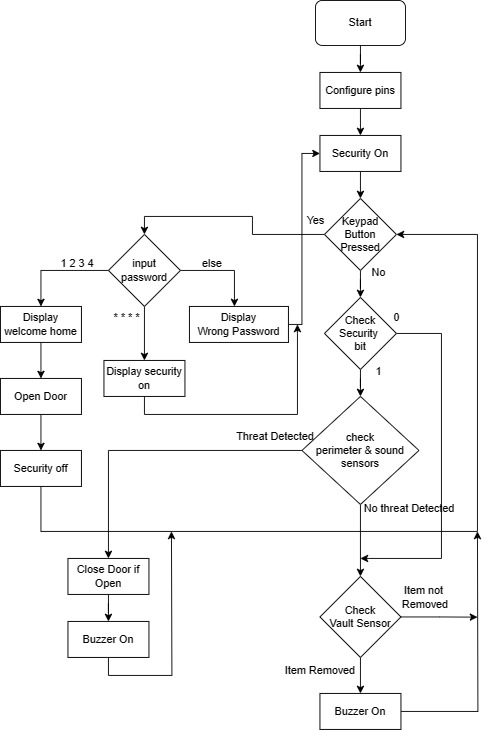 Start
Configure pins
Security On
Yes
Keypad
Button
Pressed
No
1 2 3 4
input
password
else
* * * *
Display
welcome home
Display
Wrong Password
Check
Security
bit
0
1
Display security
on
Open Door
Threat Detected
check
perimeter & sound
sensors
Security off
No threat Detected
Close Door if
Open
Check
Vault Sensor
Item not
Removed
Buzzer On
Item Removed
Buzzer On